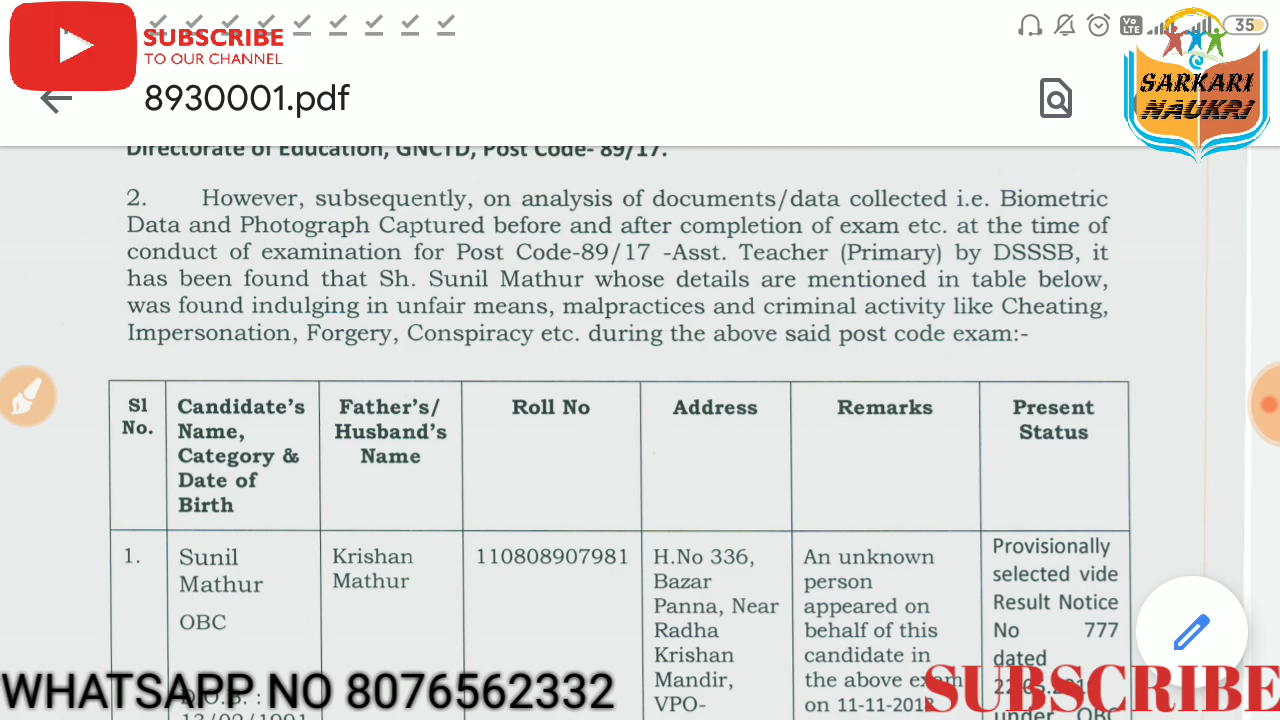 SUBSCRIBE
TO OUR CHANNEL
Vo
LTE
35
8930001.pdf
SARKARI
NAUKRI
Directorate of Education, GNCTD, Post Code- 89/17.
2. However, subsequently, on analysis of documents/data collected i.e. Biometric
Data and Photograph Captured before and after completion of exam etc. at the time of
conduct of examination for Post Code-89/17 -Asst. Teacher (Primary) by DSSSB, it
has been found that Sh. Sunil Mathur whose details are mentioned in table below,
was found indulging in unfair means, malpractices and criminal activity like Cheating,
Impersonation, Forgery, Conspiracy etc. during the above said post code exam:-
Sl
No.
Candidate's
Name,
Category &
Date of
Birth
Father's/
Husband's
Name
Roll No
Address
Remarks
Present
Status
1.
Sunil
Mathur
OBC
D.O.B. :
13/02/1991
Krishan
Mathur
110808907981
H.No 336,
Bazar
Panna, Near
Radha
Krishan
Mandir,
VPO-
An unknown
person
appeared on
behalf of this
candidate in
the above exam
on 11-11-2018
Provisionally
selected vide
Result Notice
No 777
dated
under OBC
WHATSAPP NO 8076562332
SUBSCRIBE